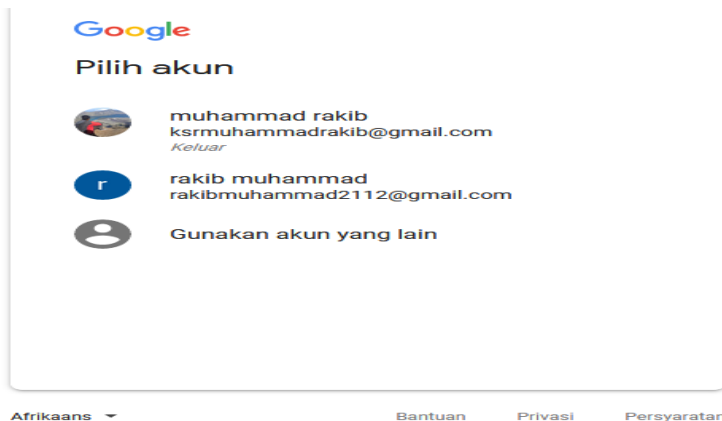 Google
Pilih akun
muhammad rakib
ksrmuhammadrakib@gmail.com
Keluar
r
rakib muhammad
rakibmuhammad2112@gmail.com
Gunakan akun yang lain
Afrikaans Bantuan Privasi Persyaratan